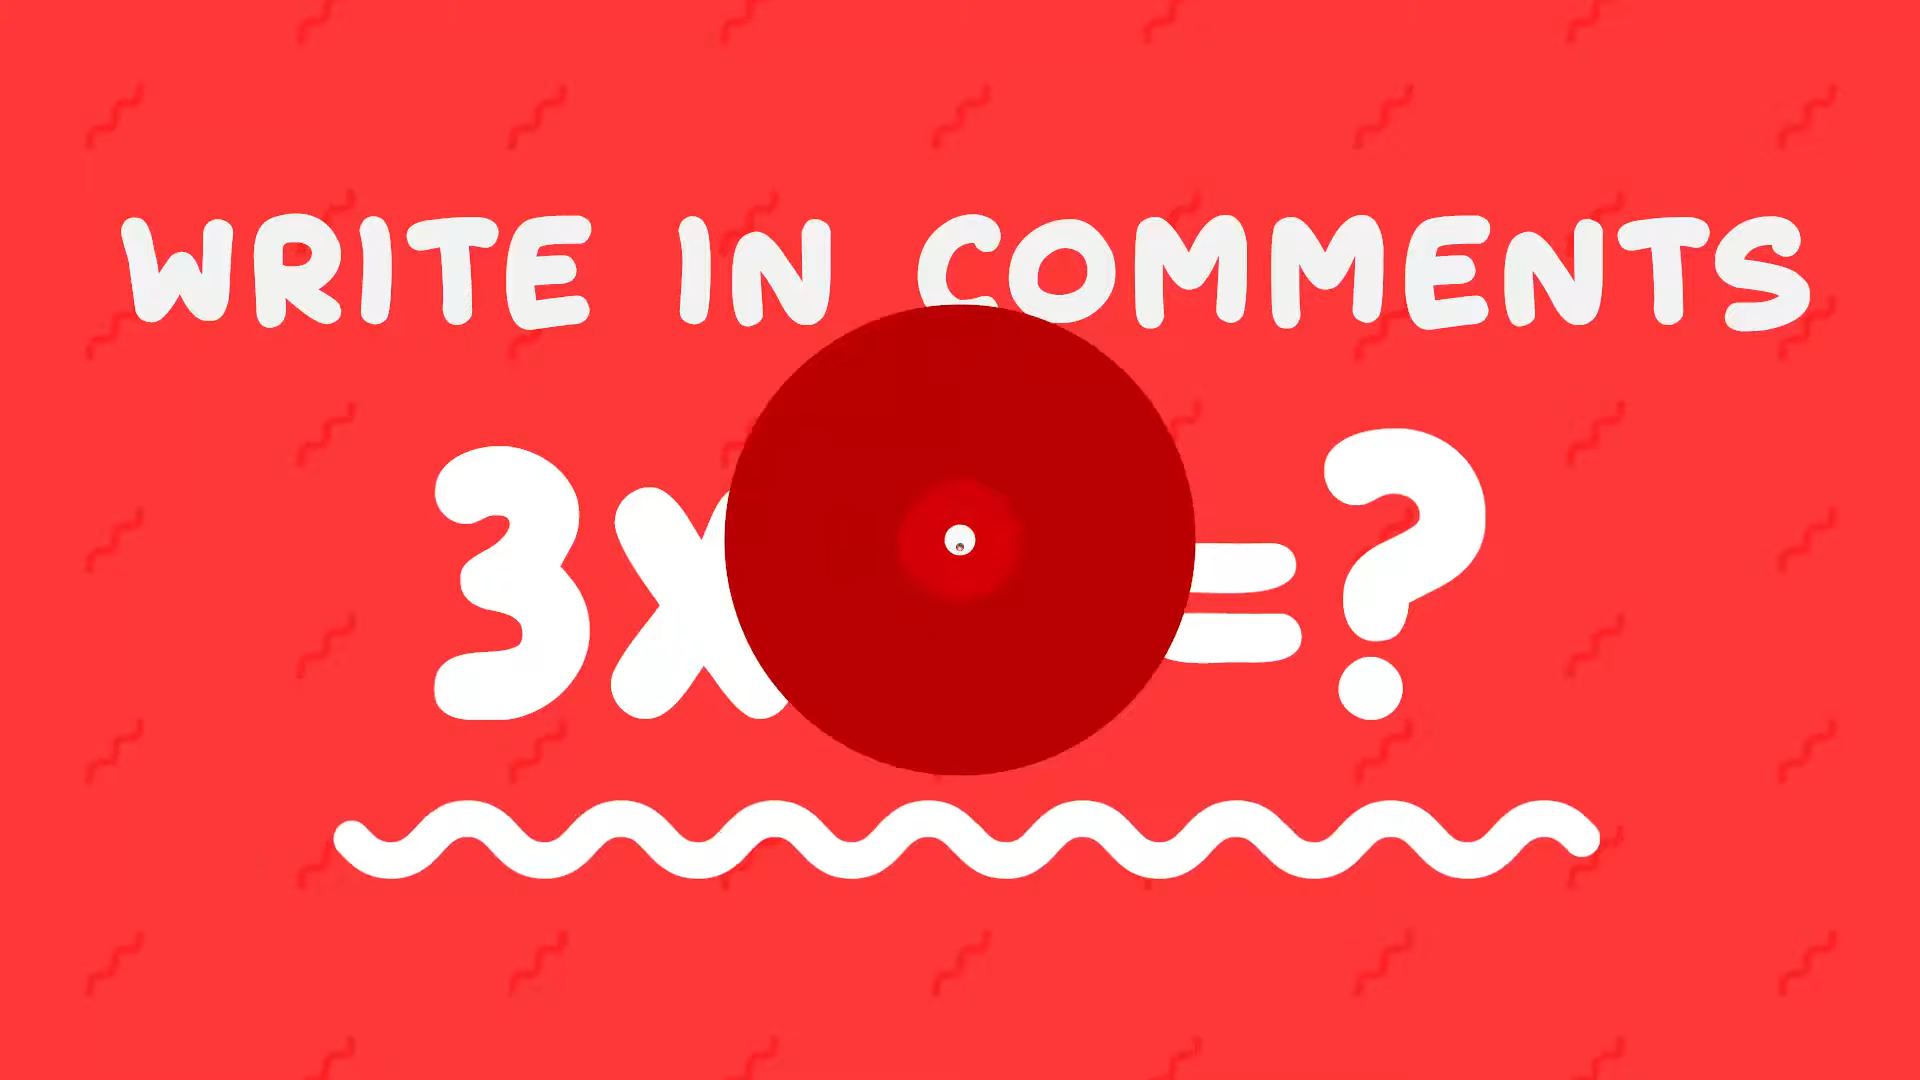 WRITE IN COMMENTS
3x =?